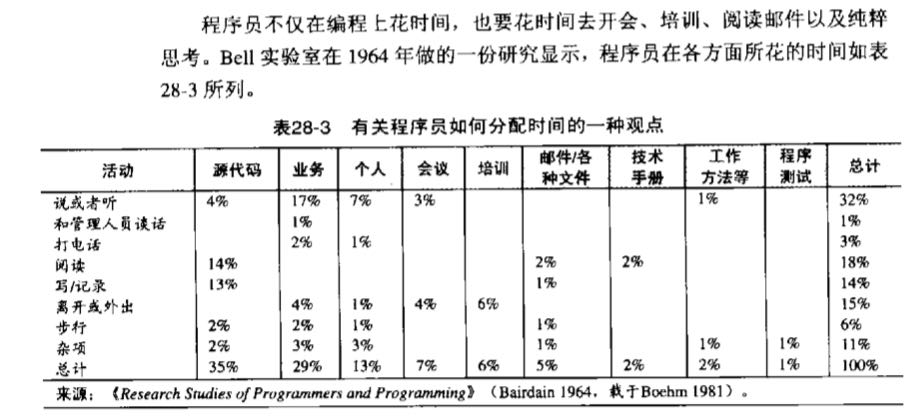 程序员不仅在编程上花时间，也要花时间去开会、培训、阅读邮件以及纯粹
思考。Bell 实验室在 1964 年做的一份研究显示，程序员在各方面所花的时间如表
28-3 所列。
表28-3 有关程序员如何分配时间的一种观点
活动 源代码 业务 个人 会议 培训 邮件/各种文件 技术手册 工作方法等 程序测试 总计
说或者听 4% 17% 7% 3% 1% 32%
和管理人员谈话 1% 1%
打电话 2% 1% 3%
阅读 14% 2% 2% 18%
写/记录 13% 1% 14%
离开或外出 4% 1% 4% 6% 15%
步行 2% 2% 1% 1% 6%
杂项 2% 3% 3% 1% 1% 1% 11%
总计 35% 29% 13% 7% 6% 5% 2% 2% 1% 100%
来源：《Research Studies of Programmers and Programming》（Bairdain 1964，载于Boehm 1981）。